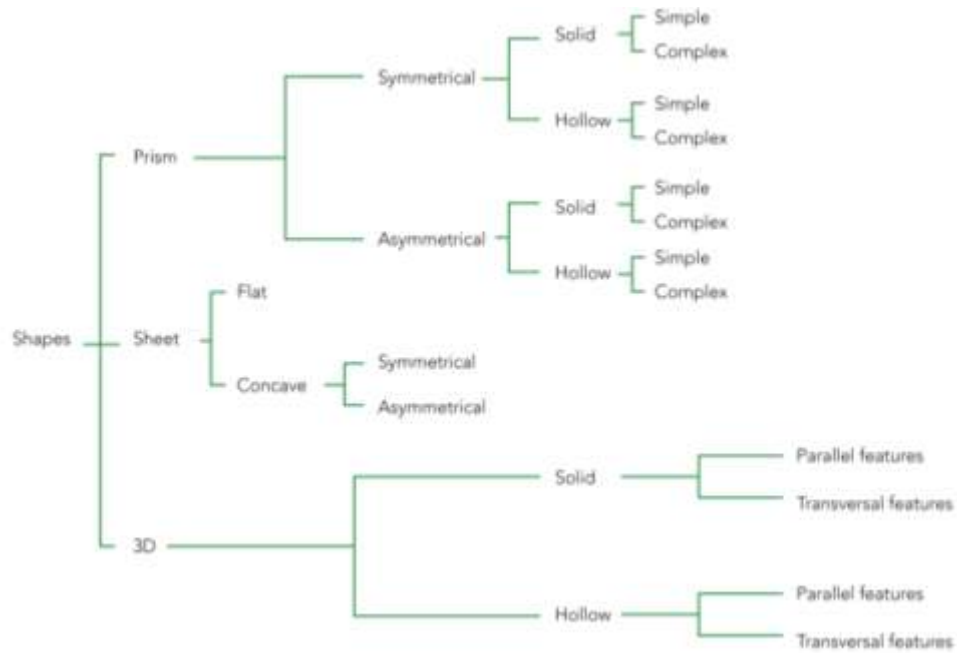 Shapes
Prism
Symmetrical
Solid
Simple
Complex
Hollow
Simple
Complex
Asymmetrical
Solid
Simple
Complex
Hollow
Simple
Complex
Sheet
Flat
Concave
Symmetrical
Asymmetrical
3D
Solid
Parallel features
Transversal features
Hollow
Parallel features
Transversal features